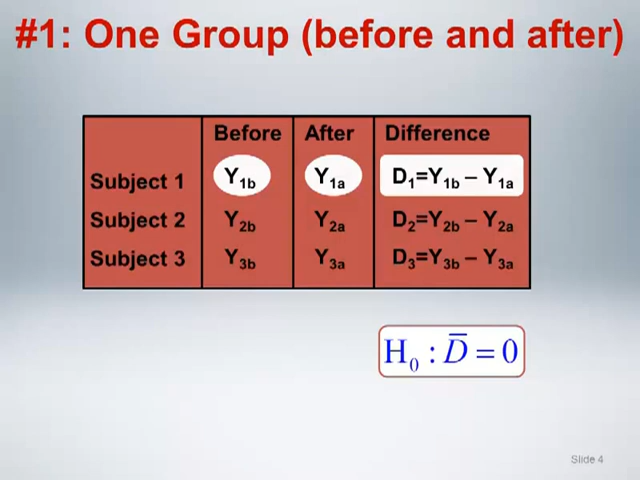 #1: One Group (before and after)
Before After Difference
Subject 1 Y1b Y1a D1=Y1b – Y1a
Subject 2 Y2b Y2a D2=Y2b – Y2a
Subject 3 Y3b Y3a D3=Y3b – Y3a
H0 : D̅ = 0
Slide 4